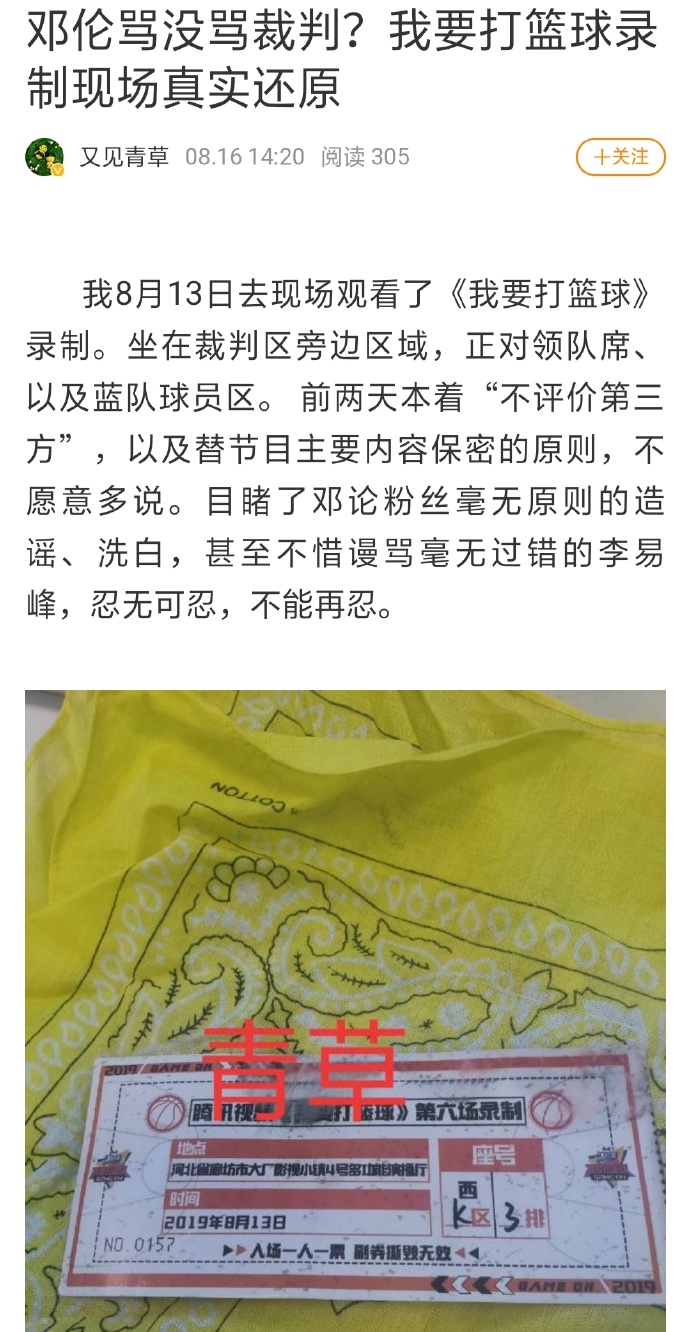 邓伦骂没骂裁判？我要打篮球录
制现场真实还原
又见青草 08.16 14:20 阅读 305
＋关注
我8月13日去现场观看了《我要打篮球》
录制。坐在裁判区旁边区域，正对领队席、
以及蓝队球员区。 前两天本着“不评价第三
方”，以及替节目主要内容保密的原则，不
愿意多说。目睹了邓论粉丝毫无原则的造
谣、洗白，甚至不惜谩骂毫无过错的李易
峰，忍无可忍，不能再忍。
COTTON
青草
2019 GAME ON
腾讯视 打篮球》第六场录制
地点
河北省廊坊市大厂影视小镇4号多功能演播厅
座号
西
K区 3排
时间
2019年8月13日
NO. 0157
入场一人一票 副券撕毁无效
GAME ON 2019